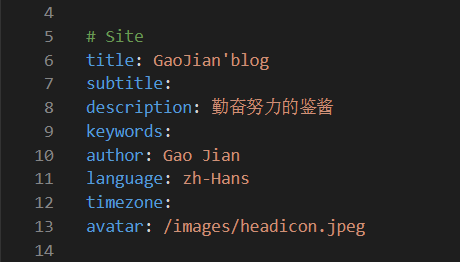 4
5 # Site
6 title: GaoJian'blog
7 subtitle:
8 description: 勤奋努力的鉴酱
9 keywords:
10 author: Gao Jian
11 language: zh-Hans
12 timezone:
13 avatar: /images/headicon.jpeg
14